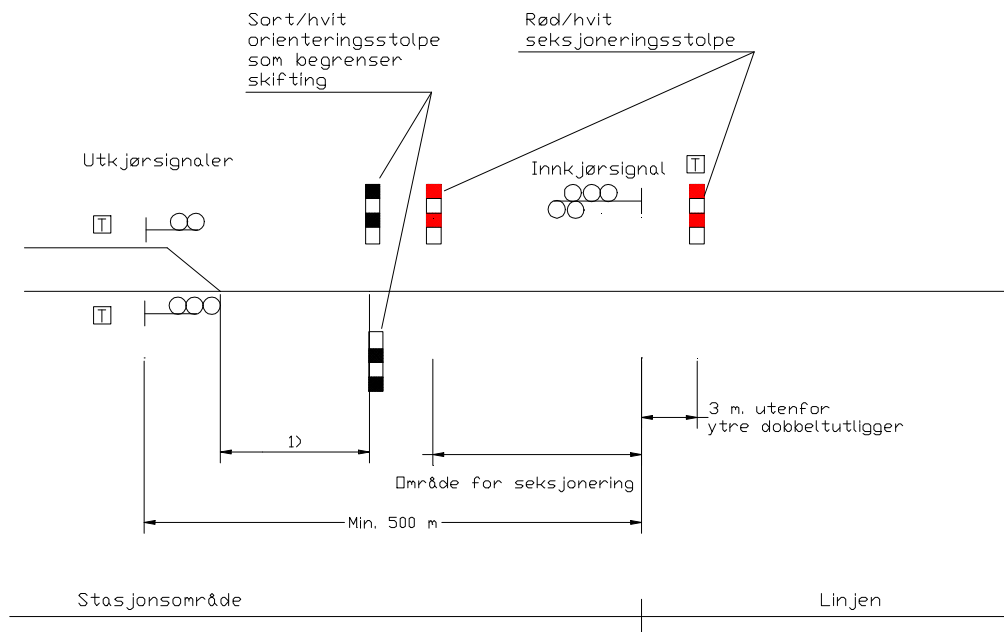 Sort/hvit
orienteringsstolpe
som begrenser
skifting
Rød/hvit
seksjoneringsstolpe
Utkjørsignaler
Innkjørsignal
T
T
T
1)
3 m. utenfor
ytre dobbeltutligger
Område for seksjonering
Min. 500 m
Stasjonsområde
Linjen